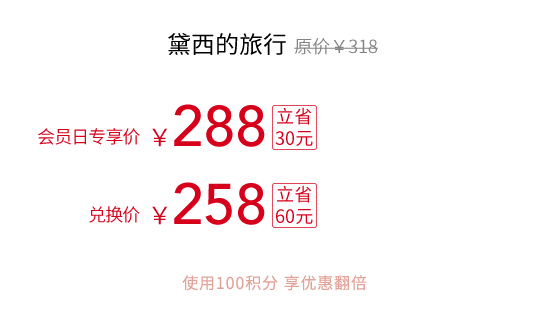 黛西的旅行 原价￥318
会员日专享价 ￥288 立省
30元
兑换价 ￥258 立省
60元
使用100积分 享优惠翻倍